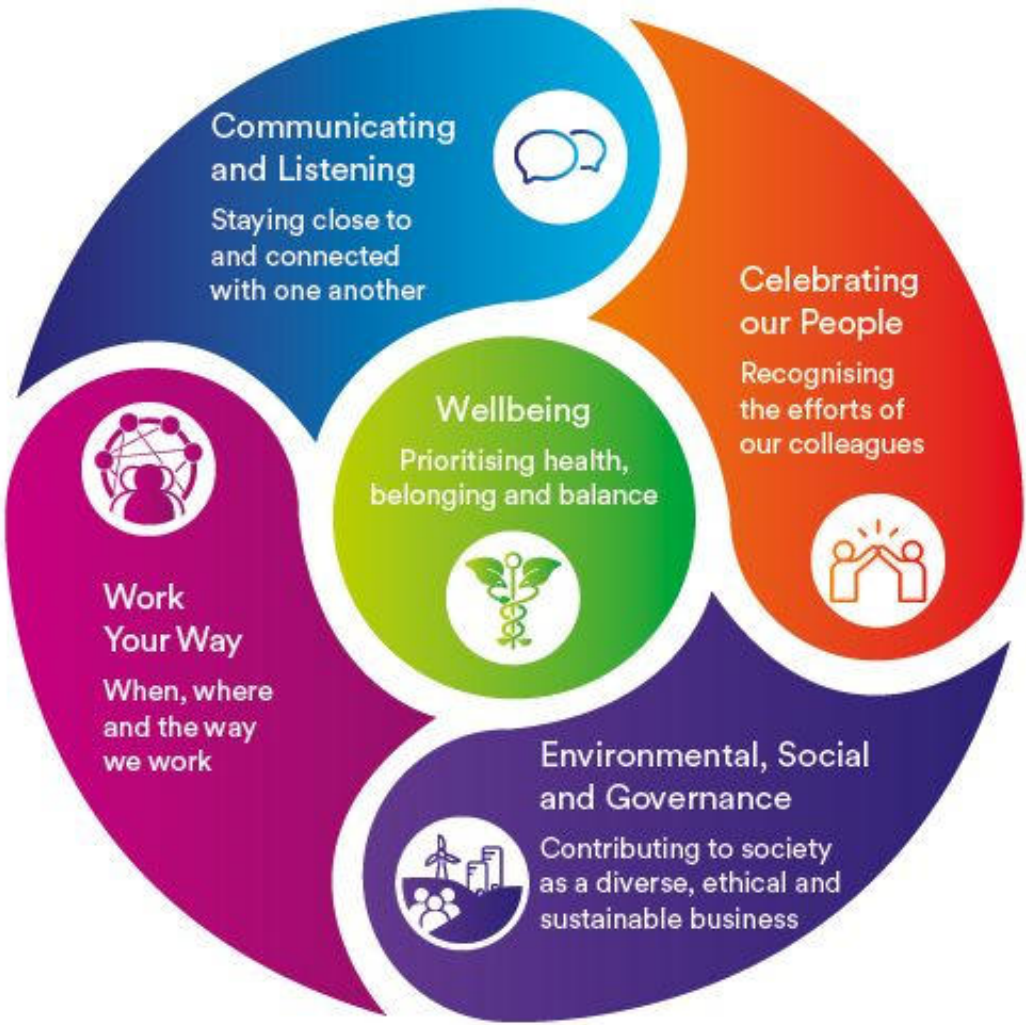 Communicating
and Listening
Staying close to
and connected
with one another
Celebrating
our People
Recognising
the efforts of
our colleagues
Wellbeing
Prioritising health,
belonging and balance
Work
Your Way
When, where
and the way
we work
Environmental, Social
and Governance
Contributing to society
as a diverse, ethical and
sustainable business